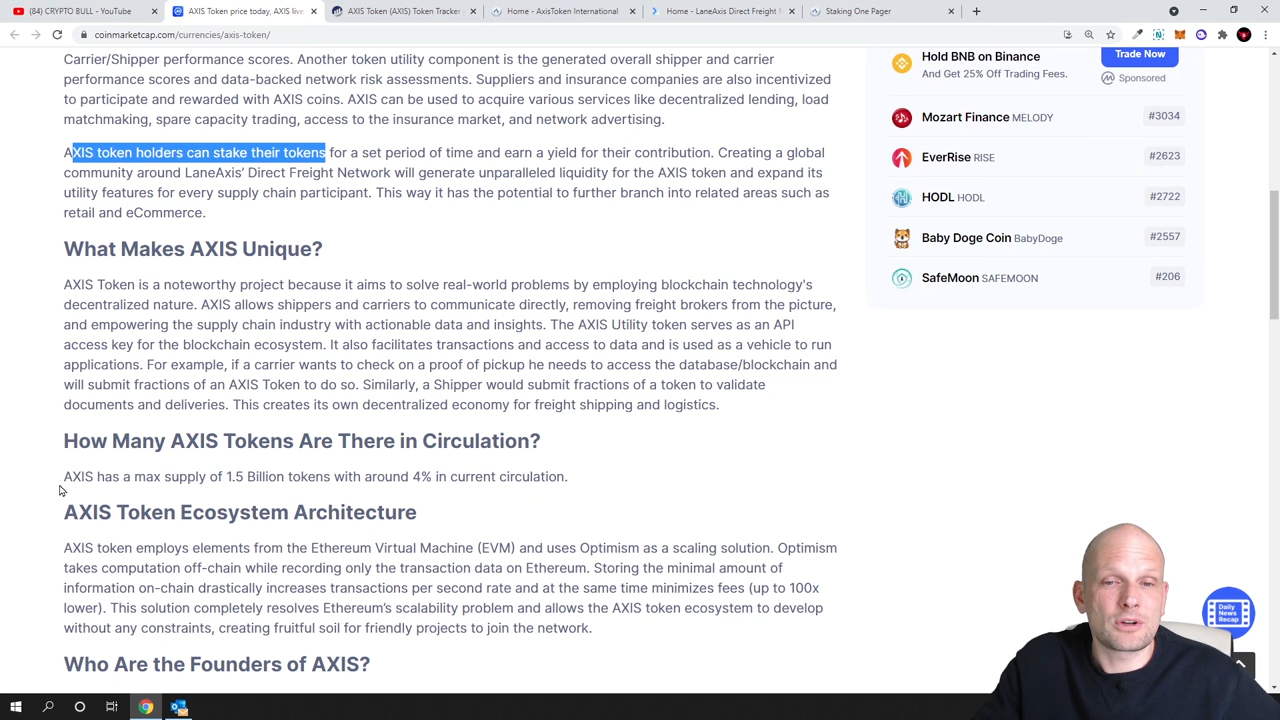 (84) CRYPTO BULL - YouTube
AXIS Token price today, AXIS live
AXIS Token (AXIS) Token Tracker
Home - AxisToken International
Home - LaneAxis Direct Freight N
Staking One Pager
coinmarketcap.com/currencies/axis-token/
Carrier/Shipper performance scores. Another token utility component is the generated overall shipper and carrier
performance scores and data-backed network risk assessments. Suppliers and insurance companies are also incentivized
to participate and rewarded with AXIS coins. AXIS can be used to acquire various services like decentralized lending, load
matchmaking, spare capacity trading, access to the insurance market, and network advertising.
AXIS token holders can stake their tokens for a set period of time and earn a yield for their contribution. Creating a global
community around LaneAxis' Direct Freight Network will generate unparalleled liquidity for the AXIS token and expand its
utility features for every supply chain participant. This way it has the potential to further branch into related areas such as
retail and eCommerce.
What Makes AXIS Unique?
AXIS Token is a noteworthy project because it aims to solve real-world problems by employing blockchain technology's
decentralized nature. AXIS allows shippers and carriers to communicate directly, removing freight brokers from the picture,
and empowering the supply chain industry with actionable data and insights. The AXIS Utility token serves as an API
access key for the blockchain ecosystem. It also facilitates transactions and access to data and is used as a vehicle to run
applications. For example, if a carrier wants to check on a proof of pickup he needs to access the database/blockchain and
will submit fractions of an AXIS Token to do so. Similarly, a Shipper would submit fractions of a token to validate
documents and deliveries. This creates its own decentralized economy for freight shipping and logistics.
How Many AXIS Tokens Are There in Circulation?
AXIS has a max supply of 1.5 Billion tokens with around 4% in current circulation.
AXIS Token Ecosystem Architecture
AXIS token employs elements from the Ethereum Virtual Machine (EVM) and uses Optimism as a scaling solution. Optimism
takes computation off-chain while recording only the transaction data on Ethereum. Storing the minimal amount of
information on-chain drastically increases transactions per second rate and at the same time minimizes fees (up to 100x
lower). This solution completely resolves Ethereum's scalability problem and allows the AXIS token ecosystem to develop
without any constraints, creating fruitful soil for friendly projects to join the network.
Who Are the Founders of AXIS?
Hold BNB on Binance
And Get 25% Off Trading Fees.
Trade Now
Sponsored
Mozart Finance MELODY #3034
EverRise RISE #2623
HODL HODL #2722
Baby Doge Coin BabyDoge #2557
SafeMoon SAFEMOON #206
Daily
News
Recap